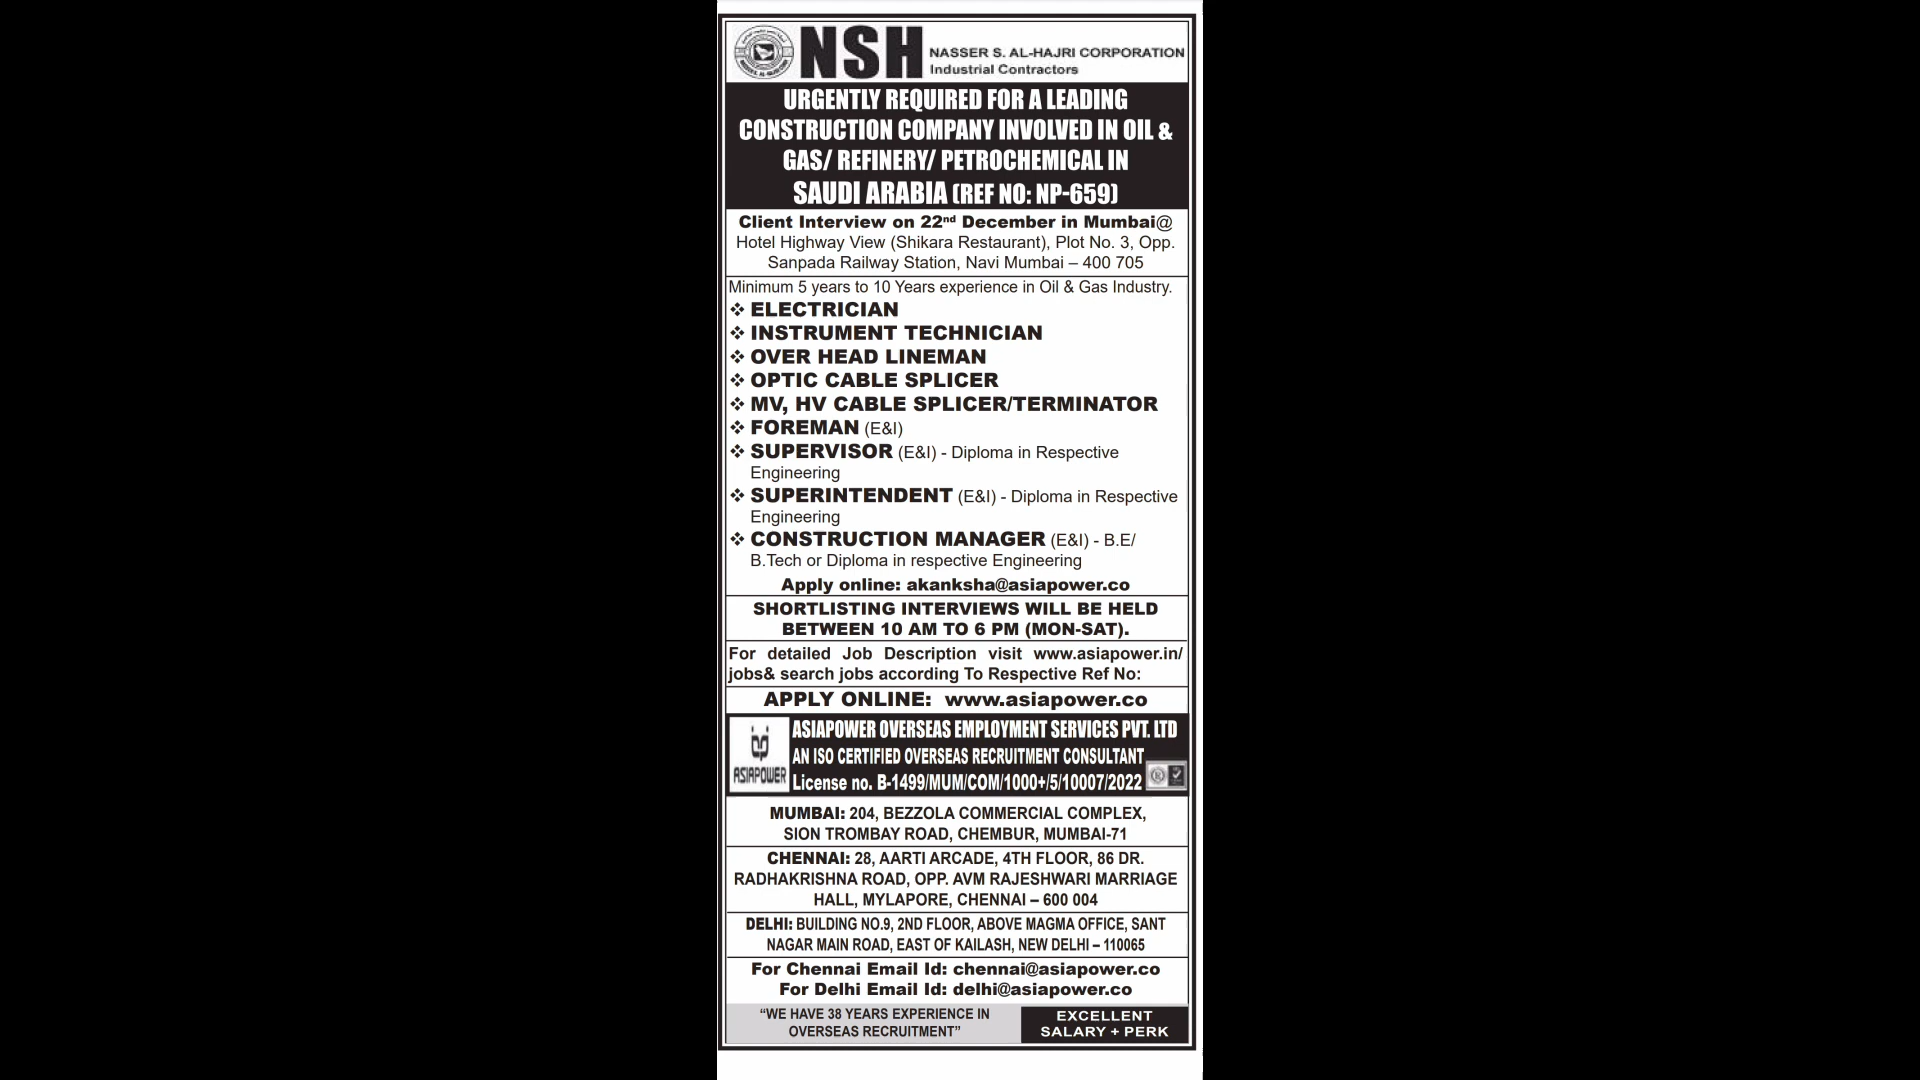 NSH NASSER S. AL-HAJRI CORPORATION
Industrial Contractors
URGENTLY REQUIRED FOR A LEADING
CONSTRUCTION COMPANY INVOLVED IN OIL &
GAS/ REFINERY/ PETROCHEMICAL IN
SAUDI ARABIA (REF NO: NP-659)
Client Interview on 22nd December in Mumbai@
Hotel Highway View (Shikara Restaurant), Plot No. 3, Opp.
Sanpada Railway Station, Navi Mumbai – 400 705
Minimum 5 years to 10 Years experience in Oil & Gas Industry.
❖ ELECTRICIAN
❖ INSTRUMENT TECHNICIAN
❖ OVER HEAD LINEMAN
❖ OPTIC CABLE SPLICER
❖ MV, HV CABLE SPLICER/TERMINATOR
❖ FOREMAN (E&I)
❖ SUPERVISOR (E&I) - Diploma in Respective
Engineering
❖ SUPERINTENDENT (E&I) - Diploma in Respective
Engineering
❖ CONSTRUCTION MANAGER (E&I) - B.E/
B.Tech or Diploma in respective Engineering
Apply online: akanksha@asiapower.co
SHORTLISTING INTERVIEWS WILL BE HELD
BETWEEN 10 AM TO 6 PM (MON-SAT).
For detailed Job Description visit www.asiapower.in/
jobs& search jobs according To Respective Ref No:
APPLY ONLINE: www.asiapower.co
ASIAPOWER
ASIAPOWER OVERSEAS EMPLOYMENT SERVICES PVT. LTD
AN ISO CERTIFIED OVERSEAS RECRUITMENT CONSULTANT
License no. B-1499/MUM/COM/1000+/5/10007/2022
MUMBAI: 204, BEZZOLA COMMERCIAL COMPLEX,
SION TROMBAY ROAD, CHEMBUR, MUMBAI-71
CHENNAI: 28, AARTI ARCADE, 4TH FLOOR, 86 DR.
RADHAKRISHNA ROAD, OPP. AVM RAJESHWARI MARRIAGE
HALL, MYLAPORE, CHENNAI – 600 004
DELHI: BUILDING NO.9, 2ND FLOOR, ABOVE MAGMA OFFICE, SANT
NAGAR MAIN ROAD, EAST OF KAILASH, NEW DELHI – 110065
For Chennai Email Id: chennai@asiapower.co
For Delhi Email Id: delhi@asiapower.co
“WE HAVE 38 YEARS EXPERIENCE IN
OVERSEAS RECRUITMENT”
EXCELLENT
SALARY + PERK